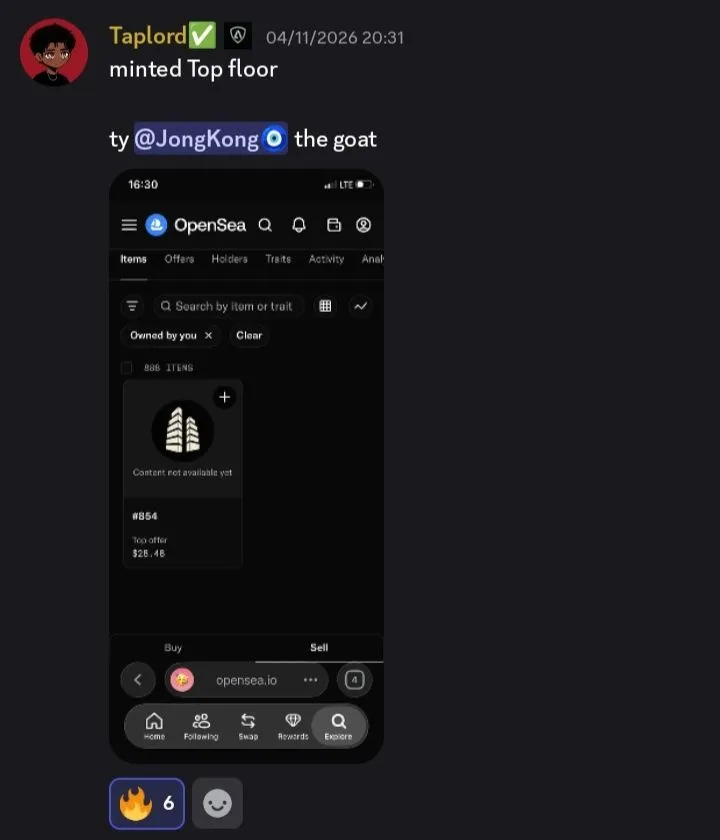 Taplord✅ 04/11/2026 20:31
minted Top floor
ty @JongKong🧿 the goat
16:30
LTE
OpenSea
Items Offers Holders Traits Activity Anal
Search by item or trait
Owned by you × Clear
888 ITEMS
+
Content not available yet
#854
Top offer
$28.48
Buy Sell
opensea.io ••• 4
Home Following Swap Rewards Explore
🔥 6